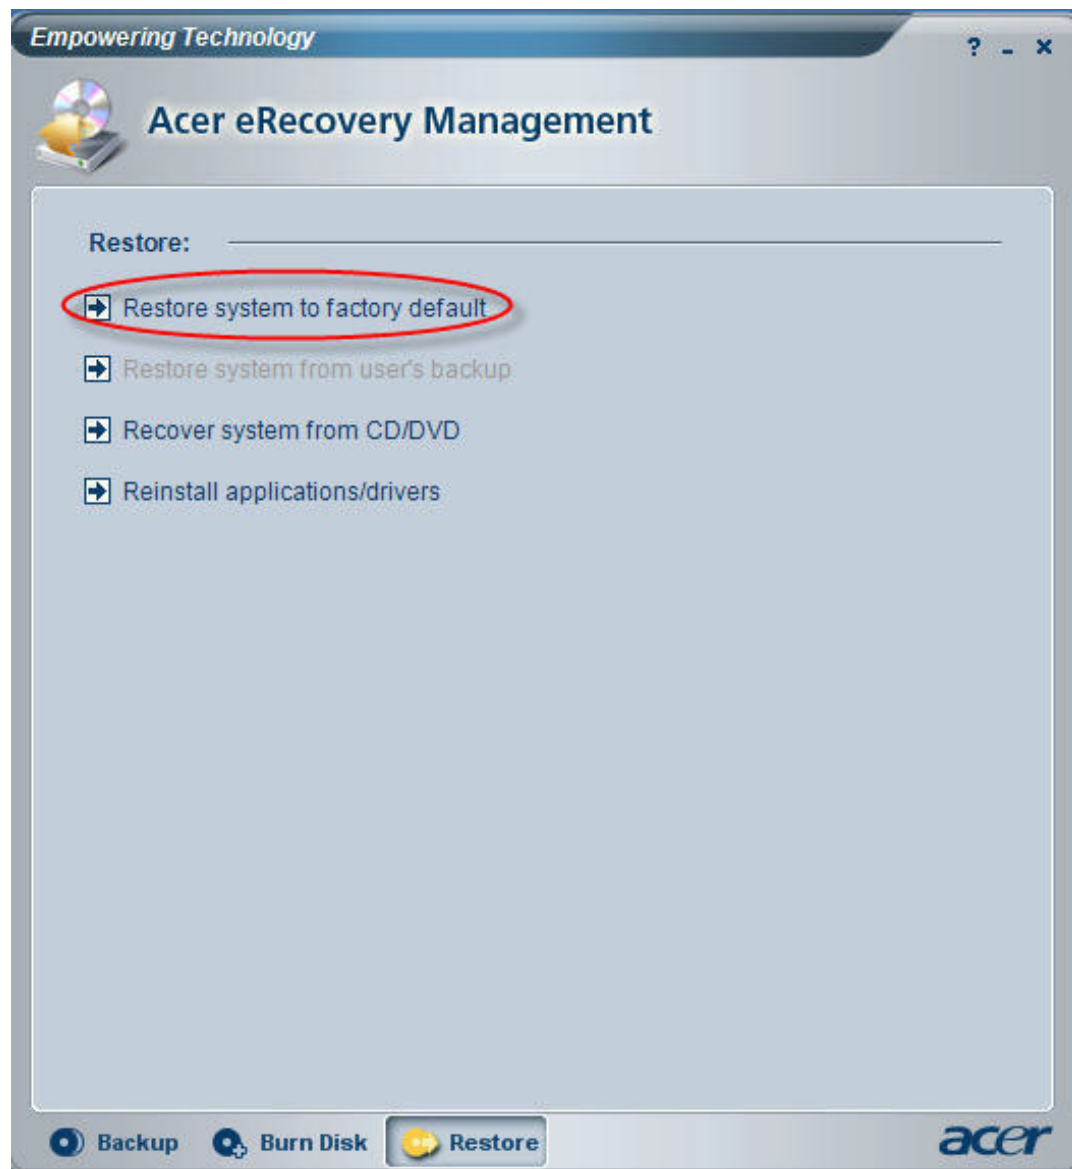 Empowering Technology
? - ×
Acer eRecovery Management
Restore:
Restore system to factory default
Restore system from user's backup
Recover system from CD/DVD
Reinstall applications/drivers
Backup Burn Disk Restore acer